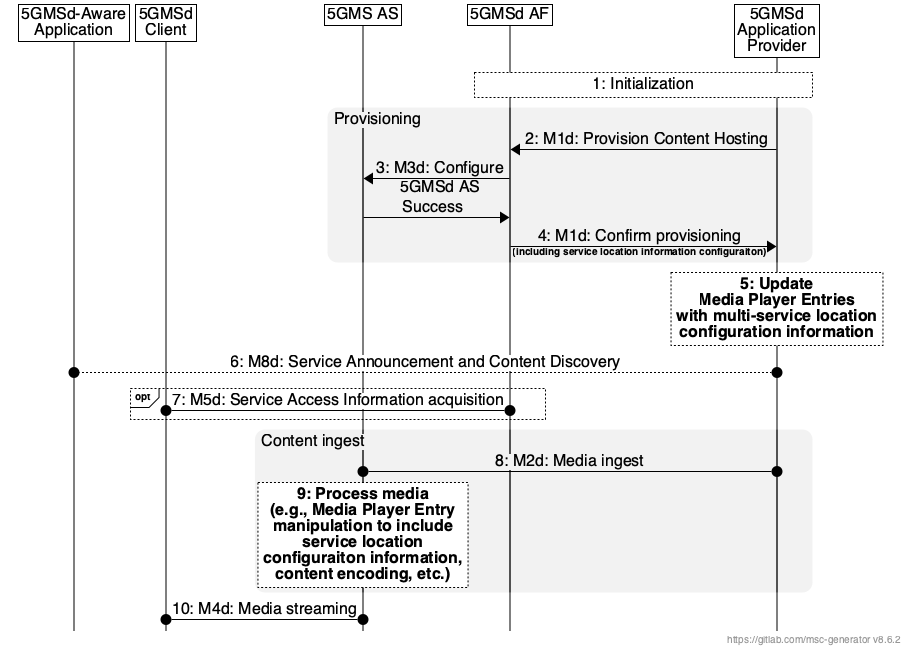 5GMSd-Aware
Application
5GMSd
Client
5GMS AS
5GMSd AF
5GMSd
Application
Provider
1: Initialization
Provisioning
2: M1d: Provision Content Hosting
3: M3d: Configure
5GMSd AS
Success
4: M1d: Confirm provisioning
(including service location information configuraiton)
5: Update
Media Player Entries
with multi-service location
configuration information
6: M8d: Service Announcement and Content Discovery
opt
7: M5d: Service Access Information acquisition
Content ingest
8: M2d: Media ingest
9: Process media
(e.g., Media Player Entry
manipulation to include
service location
configuraiton information,
content encoding, etc.)
10: M4d: Media streaming
https://gitlab.com/msc-generator v8.6.2